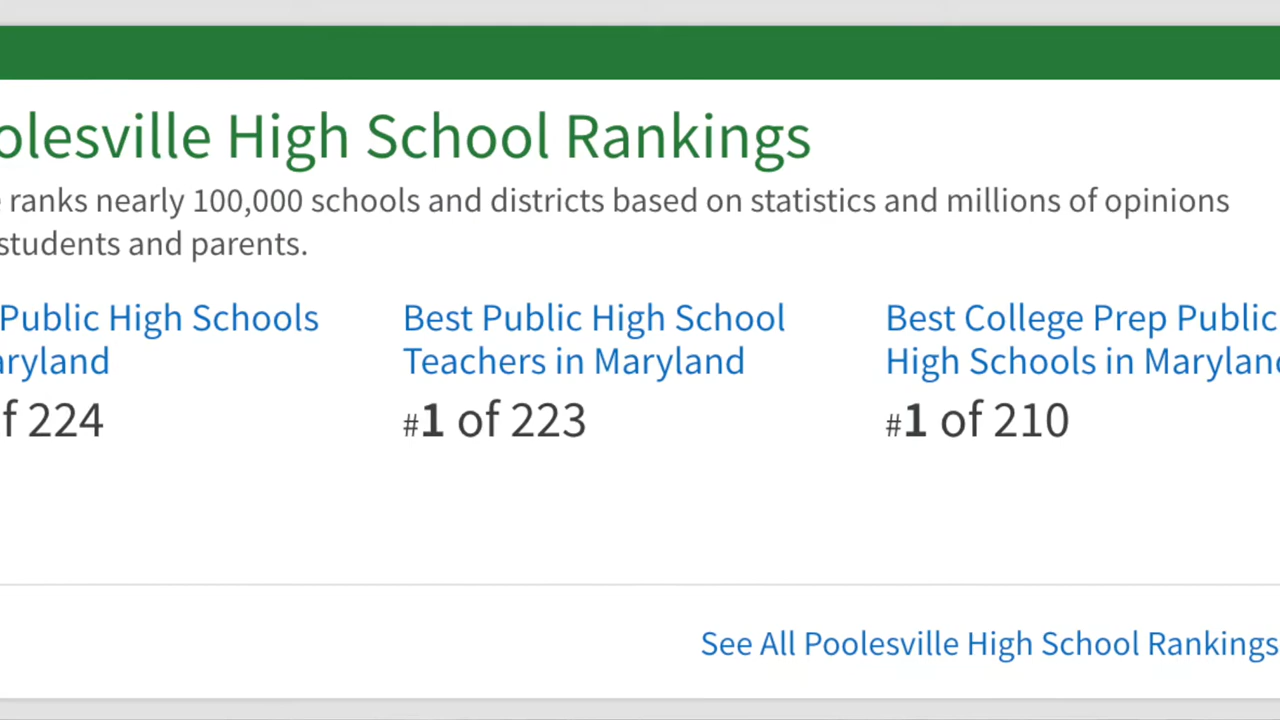 olesville High School Rankings
ranks nearly 100,000 schools and districts based on statistics and millions of opinions
students and parents.
Public High Schools
aryland
f 224
Best Public High School
Teachers in Maryland
#1 of 223
Best College Prep Public
High Schools in Maryland
#1 of 210
See All Poolesville High School Rankings